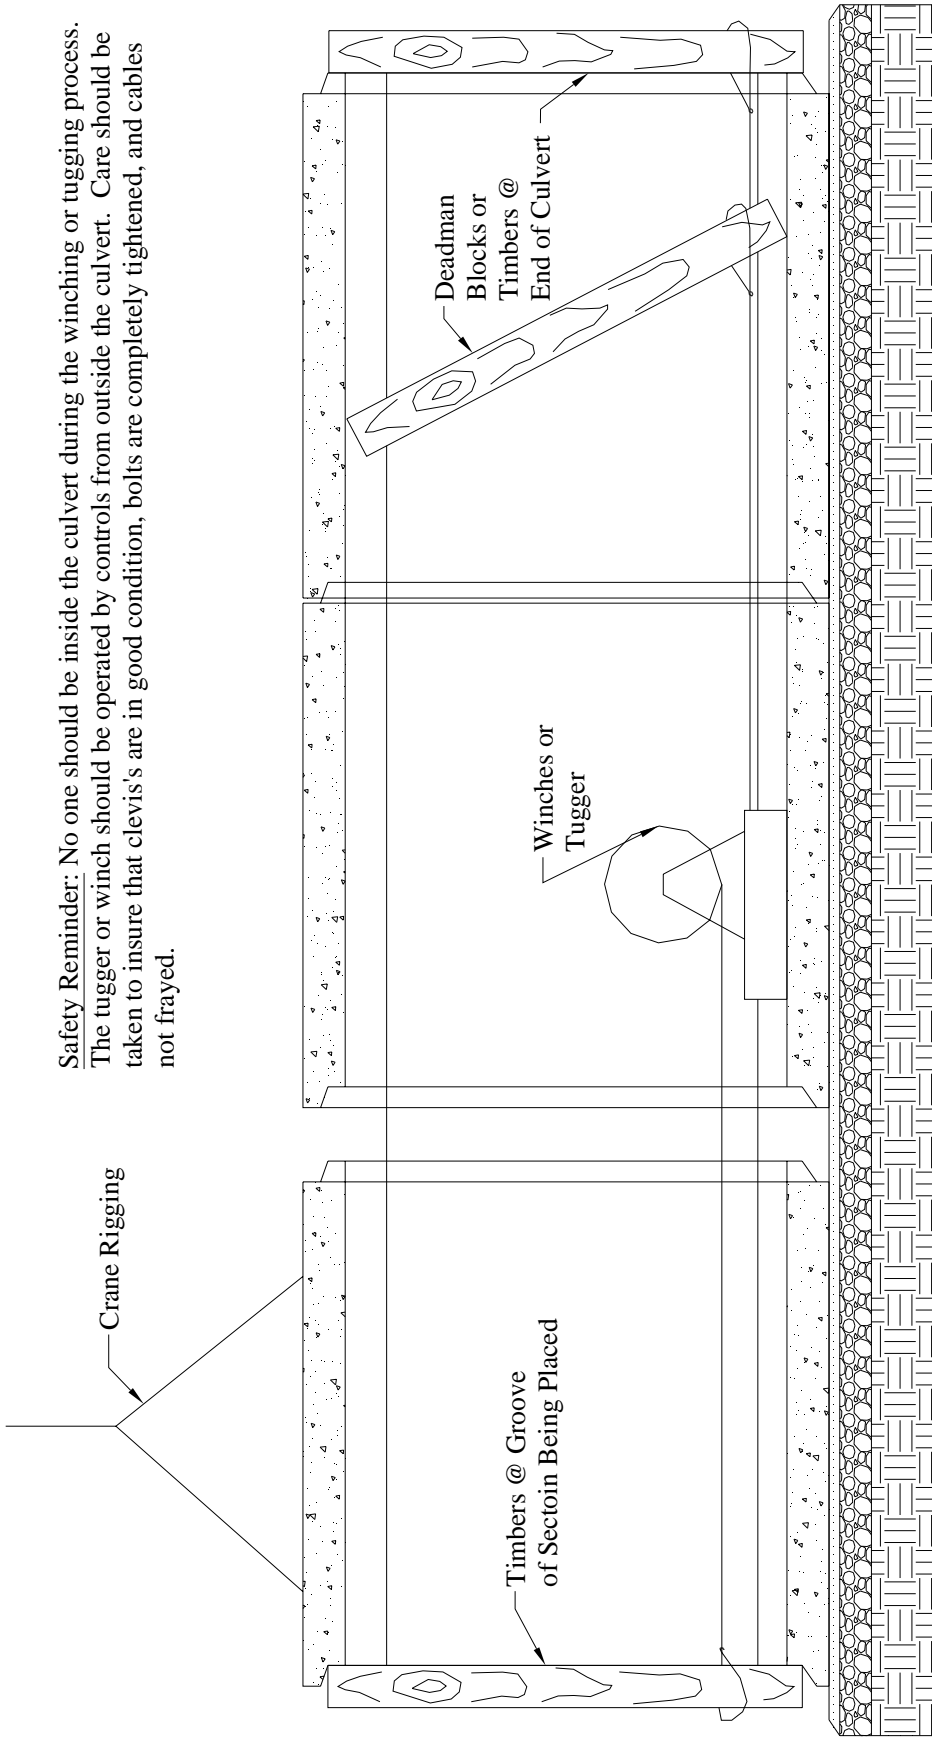 Safety Reminder: No one should be inside the culvert during the winching or tugging process.
The tugger or winch should be operated by controls from outside the culvert.  Care should be
taken to insure that clevis's are in good condition, bolts are completely tightened, and cables
not frayed.
Crane Rigging
Deadman
Blocks or
Timbers @
End of Culvert
Winches or
Tugger
Timbers @ Groove
of Sectoin Being Placed